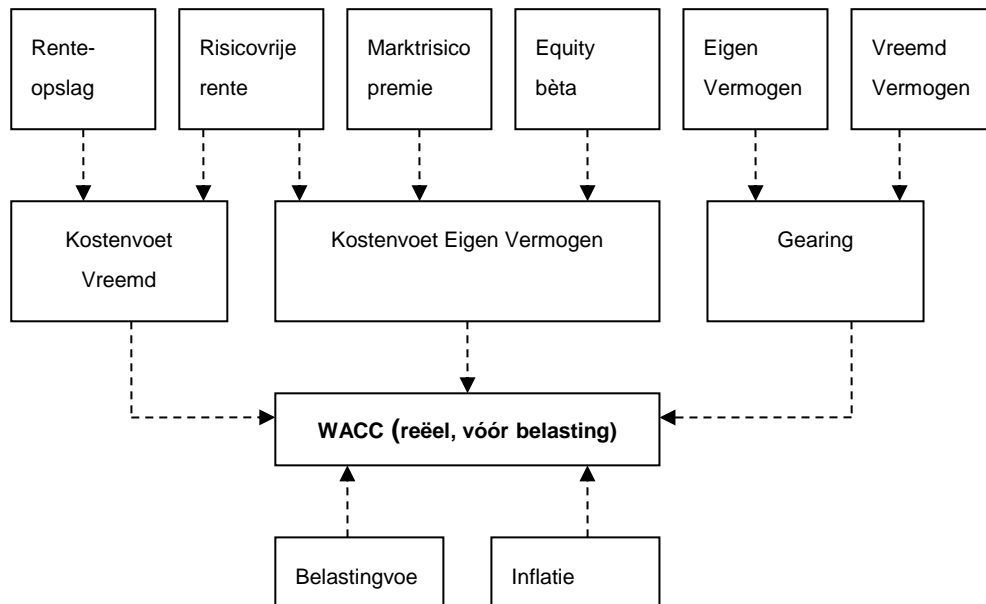 Rente-
opslag
Risicovrije
rente
Marktrisico
premie
Equity
bèta
Eigen
Vermogen
Vreemd
Vermogen
Kostenvoet
Vreemd
Kostenvoet Eigen Vermogen
Gearing
WACC (reëel, vóór belasting)
Belastingvoe
Inflatie